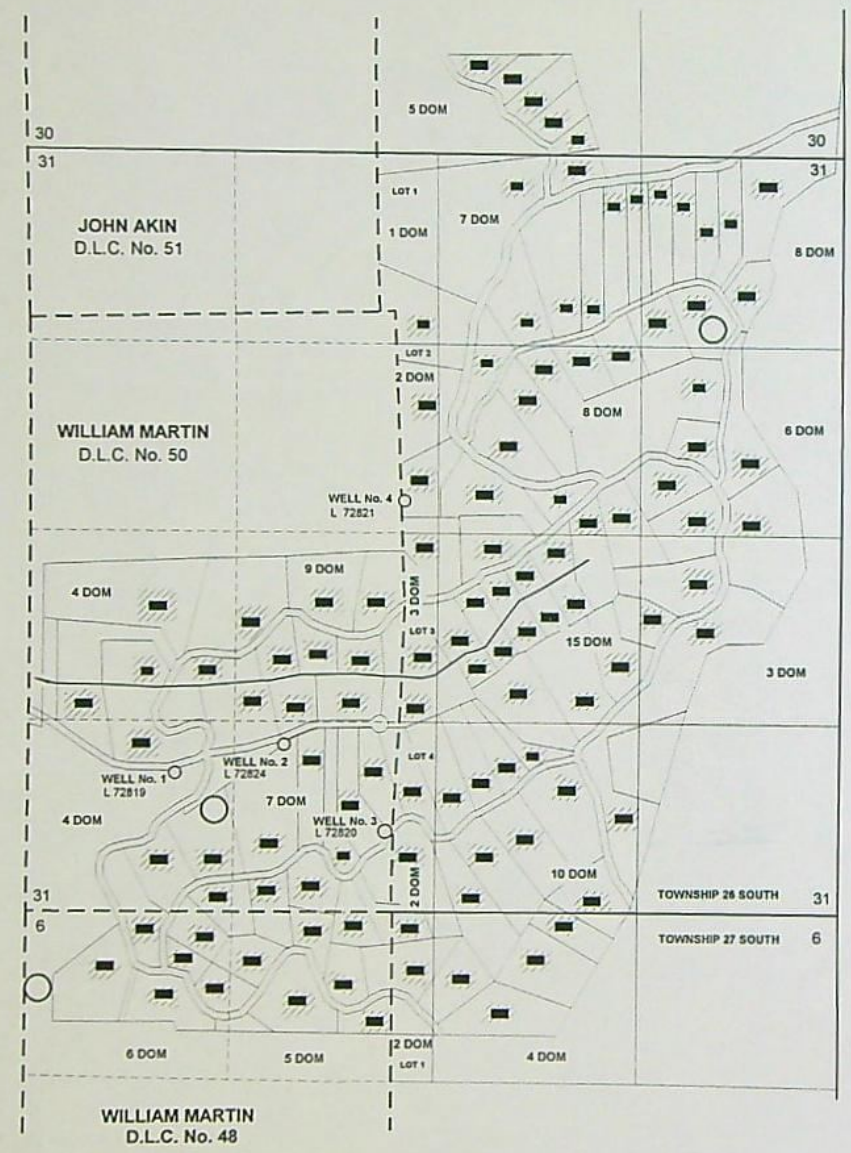 5 DOM
30
30
31
31
LOT 1
JOHN AKIN
D.L.C. No. 51
1 DOM
7 DOM
8 DOM
LOT 2
2 DOM
8 DOM
WILLIAM MARTIN
D.L.C. No. 50
6 DOM
WELL No. 4
L 72821
9 DOM
4 DOM
3 DOM
LOT 3
15 DOM
3 DOM
LOT 4
WELL No. 2
L 72824
WELL No. 1
L 72819
7 DOM
4 DOM
WELL No. 3
L 72820
10 DOM
2 DOM
31
TOWNSHIP 26 SOUTH
31
6
TOWNSHIP 27 SOUTH
6
2 DOM
6 DOM
5 DOM
4 DOM
LOT 1
WILLIAM MARTIN
D.L.C. No. 48